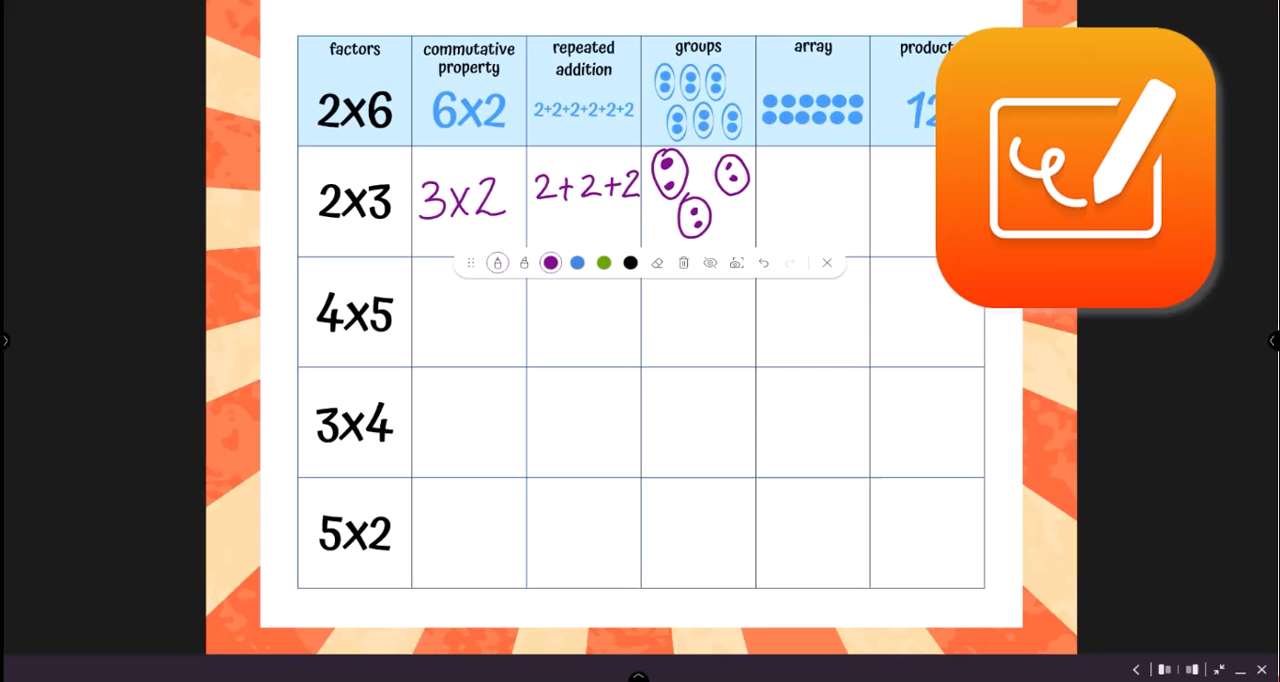 factors commutative property repeated addition groups array product
2x6 6x2 2+2+2+2+2+2 12
2x3 3x2 2+2+2
4x5
3x4
5x2